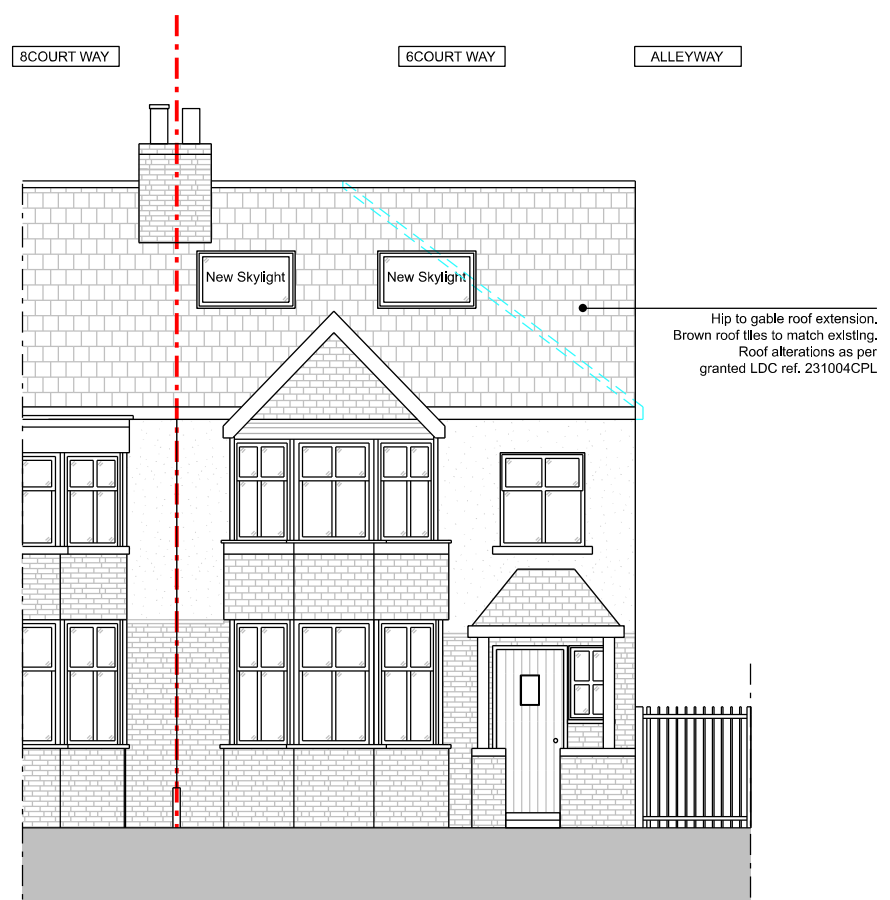 8COURT WAY
6COURT WAY
ALLEYWAY
New Skylight
New Skylight
Hip to gable roof extension.
Brown roof tiles to match existing.
Roof alterations as per
granted LDC ref. 231004CPL